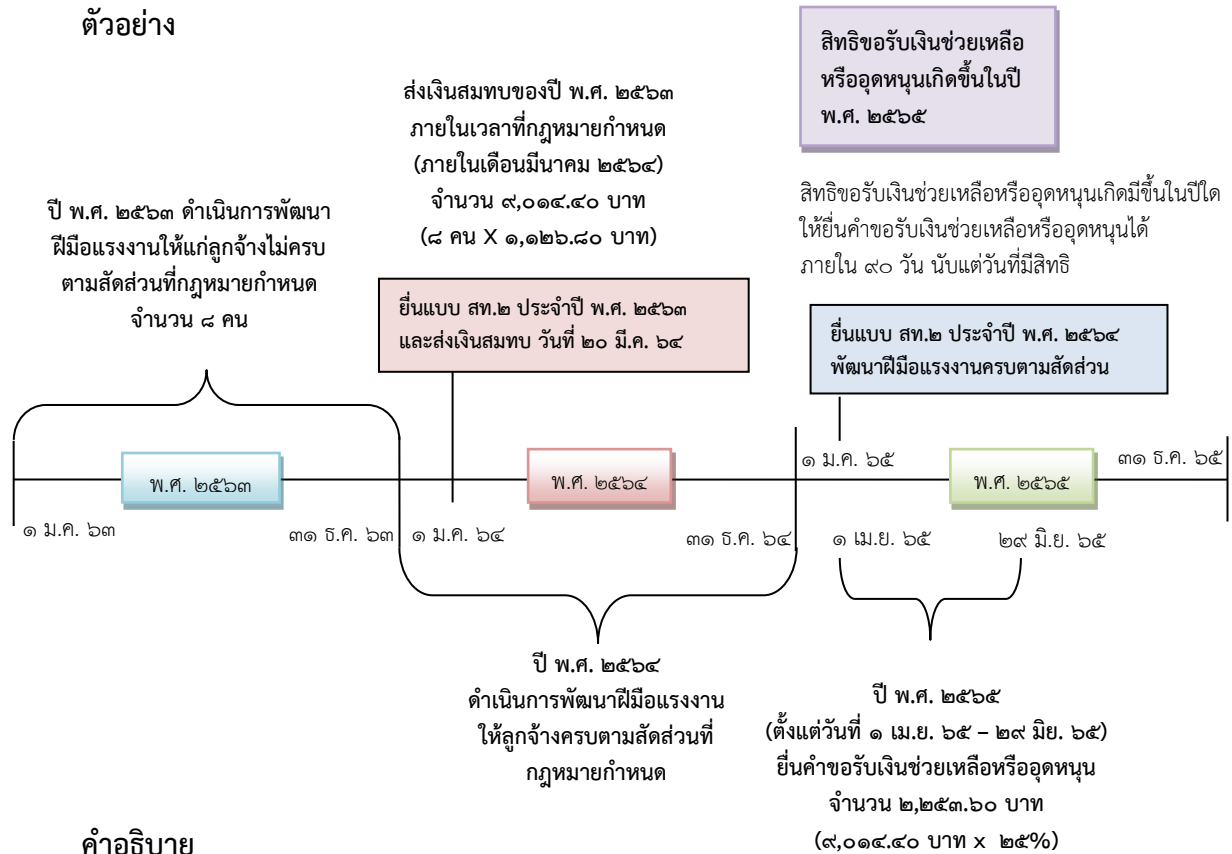 ตัวอย่าง
สิทธิขอรับเงินช่วยเหลือ
หรืออุดหนุนเกิดขึ้นในปี
พ.ศ. ๒๕๖๕
ส่งเงินสมทบของปี พ.ศ. ๒๕๖๓
ภายในเวลาที่กฎหมายกำหนด
(ภายในเดือนมีนาคม ๒๕๖๔)
จำนวน ๙,๐๑๔.๔๐ บาท
(๘ คน X ๑,๑๒๖.๘๐ บาท)
ปี พ.ศ. ๒๕๖๓ ดำเนินการพัฒนา
ฝีมือแรงงานให้แก่ลูกจ้างไม่ครบ
ตามสัดส่วนที่กฎหมายกำหนด
จำนวน ๘ คน
สิทธิขอรับเงินช่วยเหลือหรืออุดหนุนเกิดมีขึ้นในปีใด
ให้ยื่นคำขอรับเงินช่วยเหลือหรืออุดหนุนได้
ภายใน ๙๐ วัน นับแต่วันที่มีสิทธิ
ยื่นแบบ สท.๒ ประจำปี พ.ศ. ๒๕๖๓
และส่งเงินสมทบ วันที่ ๒๐ มี.ค. ๖๔
ยื่นแบบ สท.๒ ประจำปี พ.ศ. ๒๕๖๔
พัฒนาฝีมือแรงงานครบตามสัดส่วน
พ.ศ. ๒๕๖๓
พ.ศ. ๒๕๖๔
๑ ม.ค. ๖๕
พ.ศ. ๒๕๖๕
๓๑ ธ.ค. ๖๕
๑ ม.ค. ๖๓
๓๑ ธ.ค. ๖๓
๑ ม.ค. ๖๔
๓๑ ธ.ค. ๖๔
๑ เม.ย. ๖๕
๒๙ มิ.ย. ๖๕
ปี พ.ศ. ๒๕๖๔
ดำเนินการพัฒนาฝีมือแรงงาน
ให้ลูกจ้างครบตามสัดส่วนที่
กฎหมายกำหนด
ปี พ.ศ. ๒๕๖๕
(ตั้งแต่วันที่ ๑ เม.ย. ๖๕ – ๒๙ มิย. ๖๕)
ยื่นคำขอรับเงินช่วยเหลือหรืออุดหนุน
จำนวน ๒,๒๕๓.๖๐ บาท
(๙,๐๑๔.๔๐ บาท x ๒๕%)
คำอธิบาย